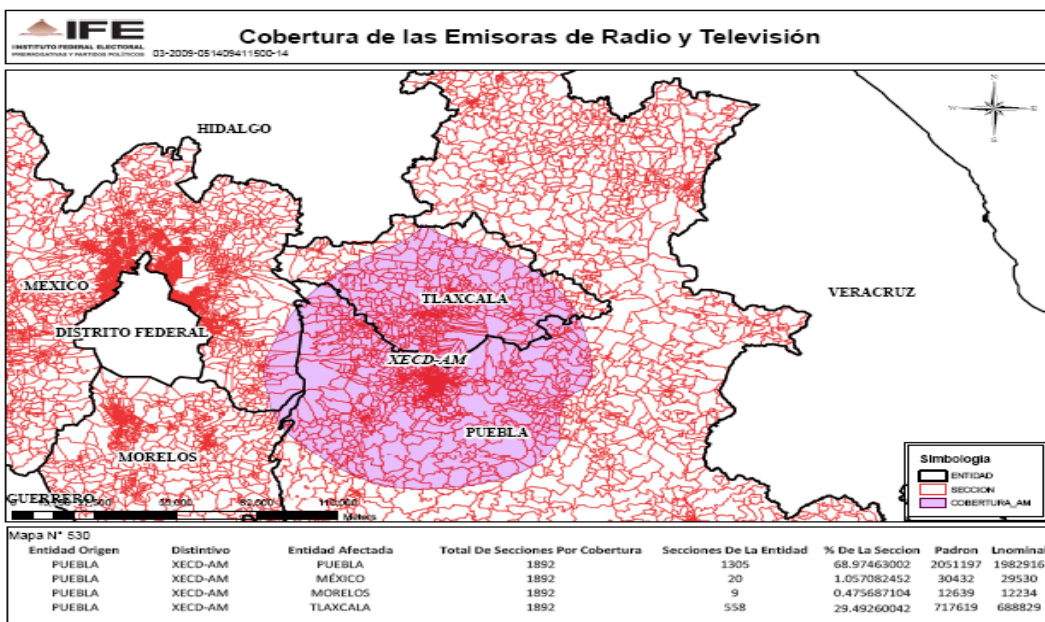 IFE
INSTITUTO FEDERAL ELECTORAL
PRERROGATIVAS Y PARTIDOS POLÍTICOS
03-2009-051409411500-14
Cobertura de las Emisoras de Radio y Televisión
N
W
E
S
HIDALGO
MEXICO
TLAXCALA
VERACRUZ
DISTRITO FEDERAL
XECD-AM
PUEBLA
MORELOS
GUERRERO
Simbología
ENTIDAD
SECCION
COBERTURA_AM
Meters
Mapa N° 530
Entidad Origen Distintivo Entidad Afectada Total De Secciones Por Cobertura Secciones De La Entidad % De La Seccion Padron Lnominal
PUEBLA XECD-AM PUEBLA 1892 1305 68.97463002 2051197 1982916
PUEBLA XECD-AM MÉXICO 1892 20 1.057082452 30432 29530
PUEBLA XECD-AM MORELOS 1892 9 0.475687104 12639 12234
PUEBLA XECD-AM TLAXCALA 1892 558 29.49260042 717619 688829